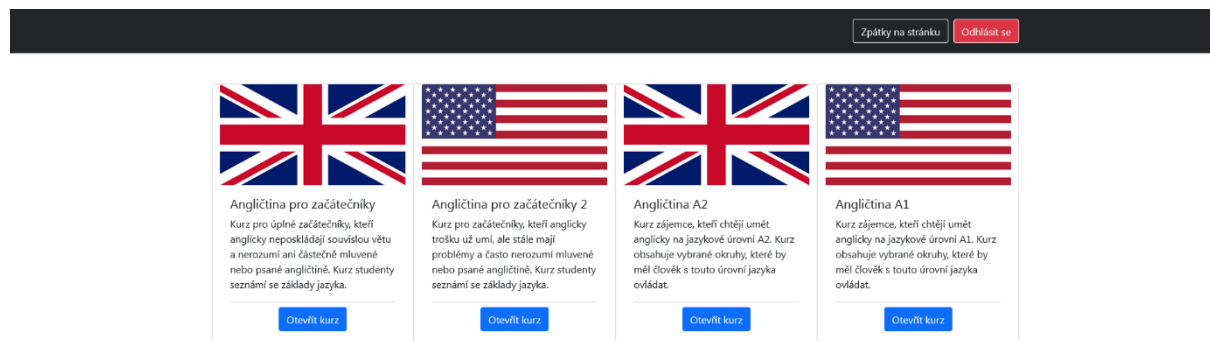 Zpátky na stránku
Odhlásit se
Angličtina pro začátečníky
Kurz pro úplné začátečníky, kteří
anglicky neposkládají souvislou větu
a nerozumí ani částečně mluvené
nebo psané angličtině. Kurz studenty
seznámí se základy jazyka.
Otevřít kurz
Angličtina pro začátečníky 2
Kurz pro začátečníky, kteří anglicky
trošku už umí, ale stále mají
problémy a často nerozumí mluvené
nebo psané angličtině. Kurz studenty
seznámí se základy jazyka.
Otevřít kurz
Angličtina A2
Kurz zájemce, kteří chtějí umět
anglicky na jazykové úrovni A2. Kurz
obsahuje vybrané okruhy, které by
měl člověk s touto úrovní jazyka
ovládat.
Otevřít kurz
Angličtina A1
Kurz zájemce, kteří chtějí umět
anglicky na jazykové úrovni A1. Kurz
obsahuje vybrané okruhy, které by
měl člověk s touto úrovní jazyka
ovládat.
Otevřít kurz